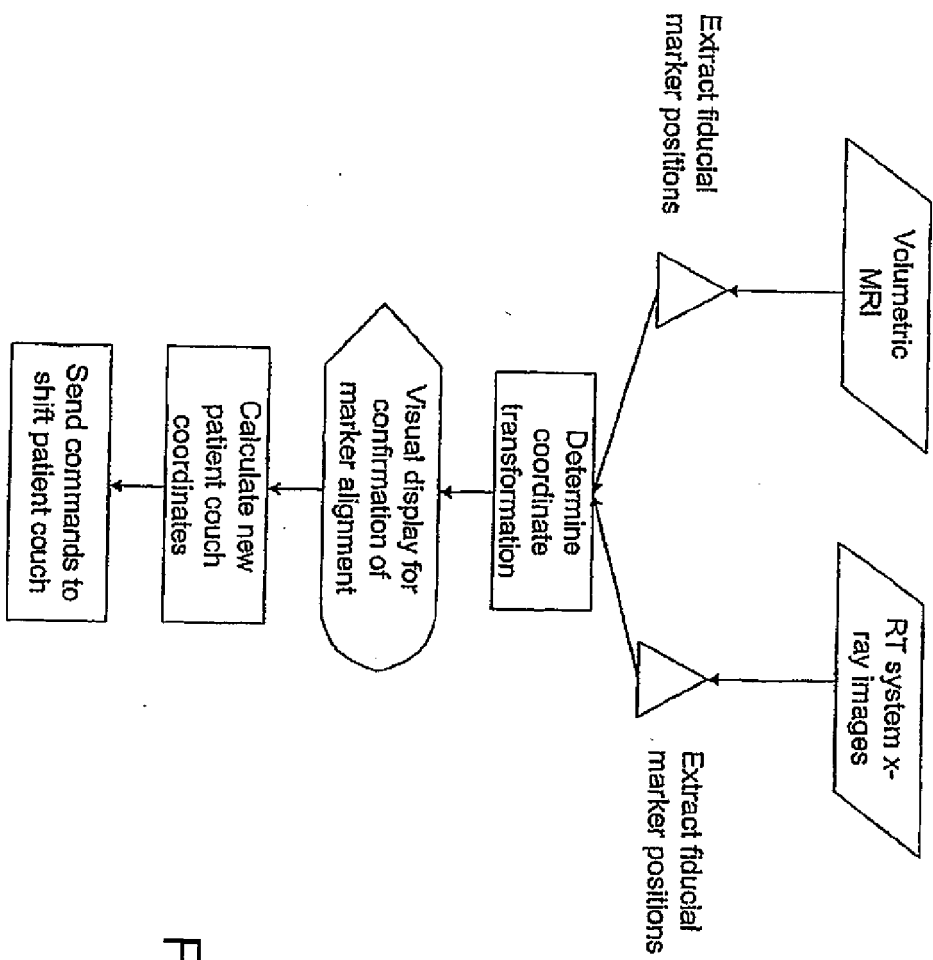 Volumetric
MRI
RT system x-
ray images
Extract fiducial
marker positions
Extract fiducial
marker positions
Determine
coordinate
transformation
Visual display for
confirmation of
marker alignment
Calculate new
patient couch
coordinates
Send commands to
shift patient couch
F